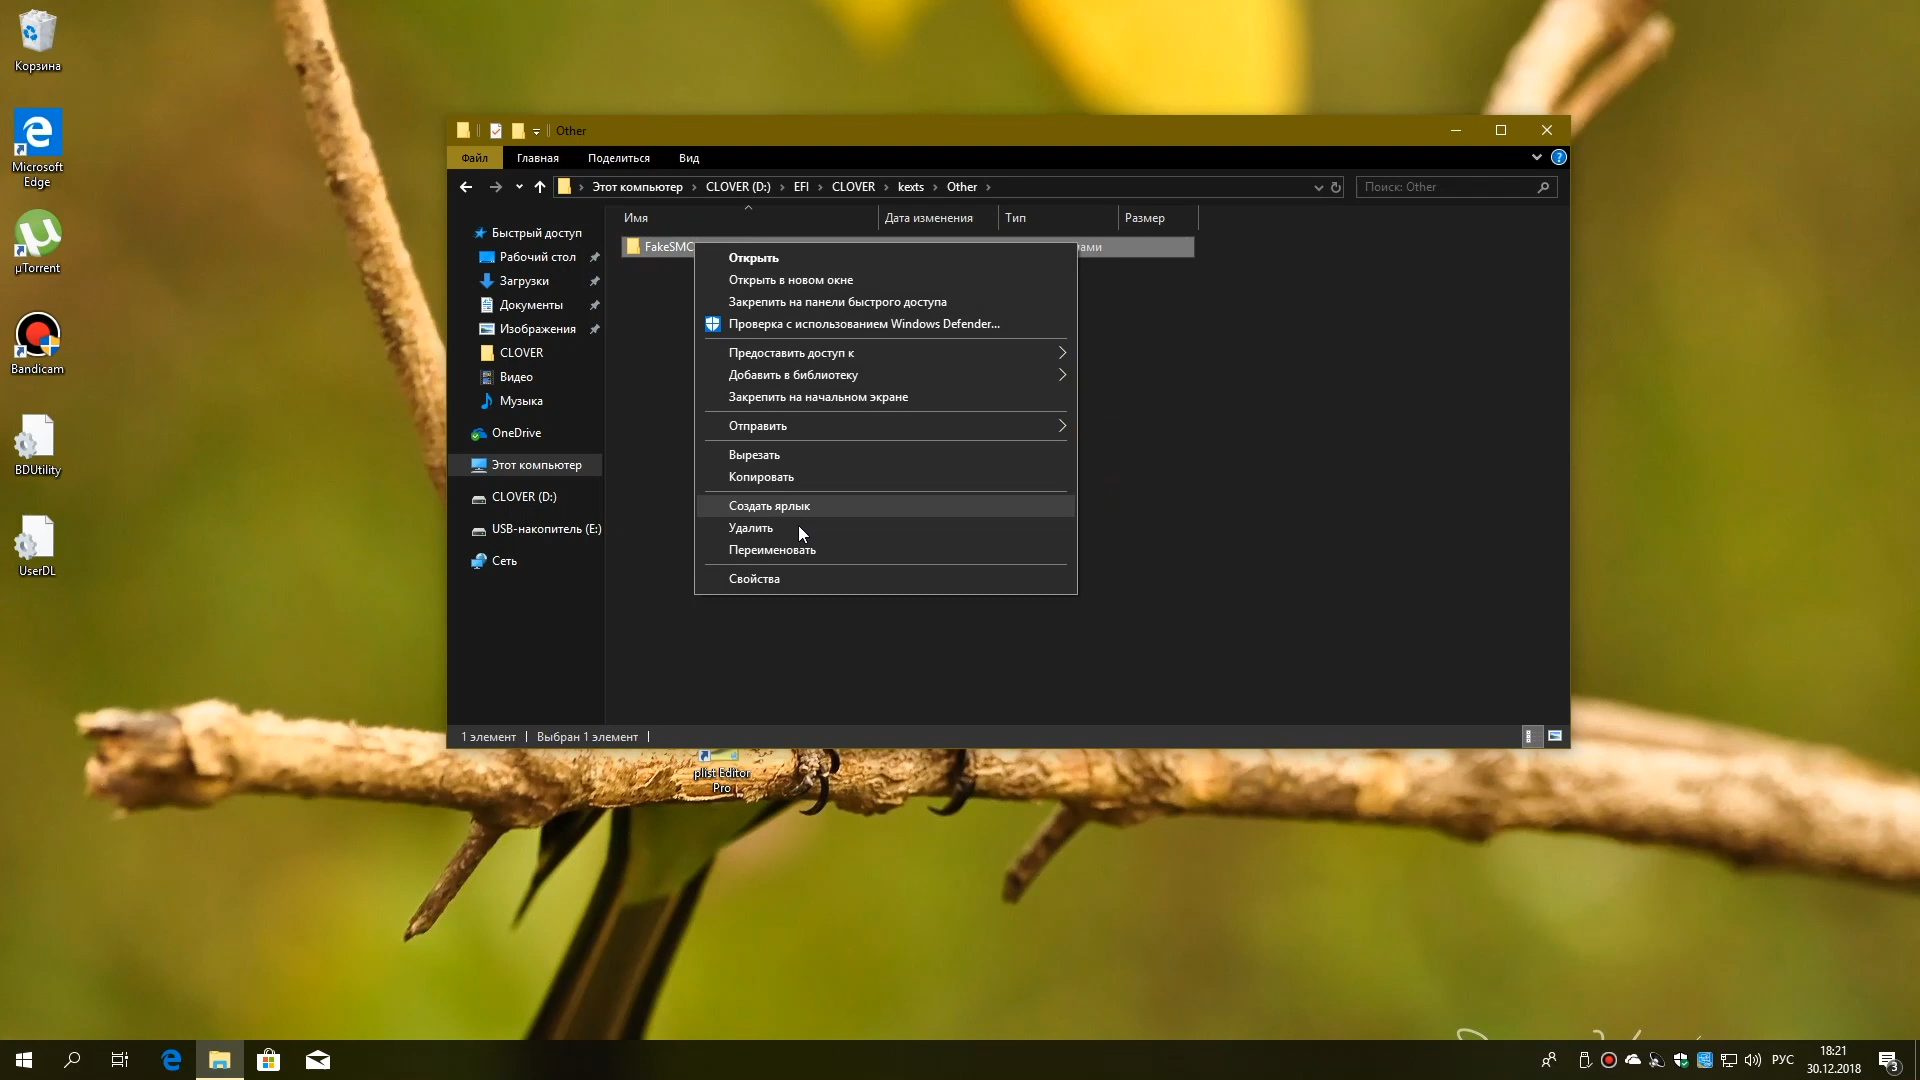 Корзина
Microsoft
Edge
µTorrent
Bandicam
BDUtility
UserDL
Other
Файл
Главная
Поделиться
Вид
Этот компьютер
CLOVER (D:)
EFI
CLOVER
kexts
Other
Поиск: Other
Имя
Дата изменения
Тип
Размер
Быстрый доступ
Рабочий стол
Загрузки
Документы
Изображения
CLOVER
Видео
Музыка
OneDrive
Этот компьютер
CLOVER (D:)
USB-накопитель (E:)
Сеть
FakeSMC
Открыть
Открыть в новом окне
Закрепить на панели быстрого доступа
Проверка с использованием Windows Defender...
Предоставить доступ к
Добавить в библиотеку
Закрепить на начальном экране
Отправить
Вырезать
Копировать
Создать ярлык
Удалить
Переименовать
Свойства
1 элемент
Выбран 1 элемент
plist Editor
Pro
РУС
18:21
30.12.2018
3